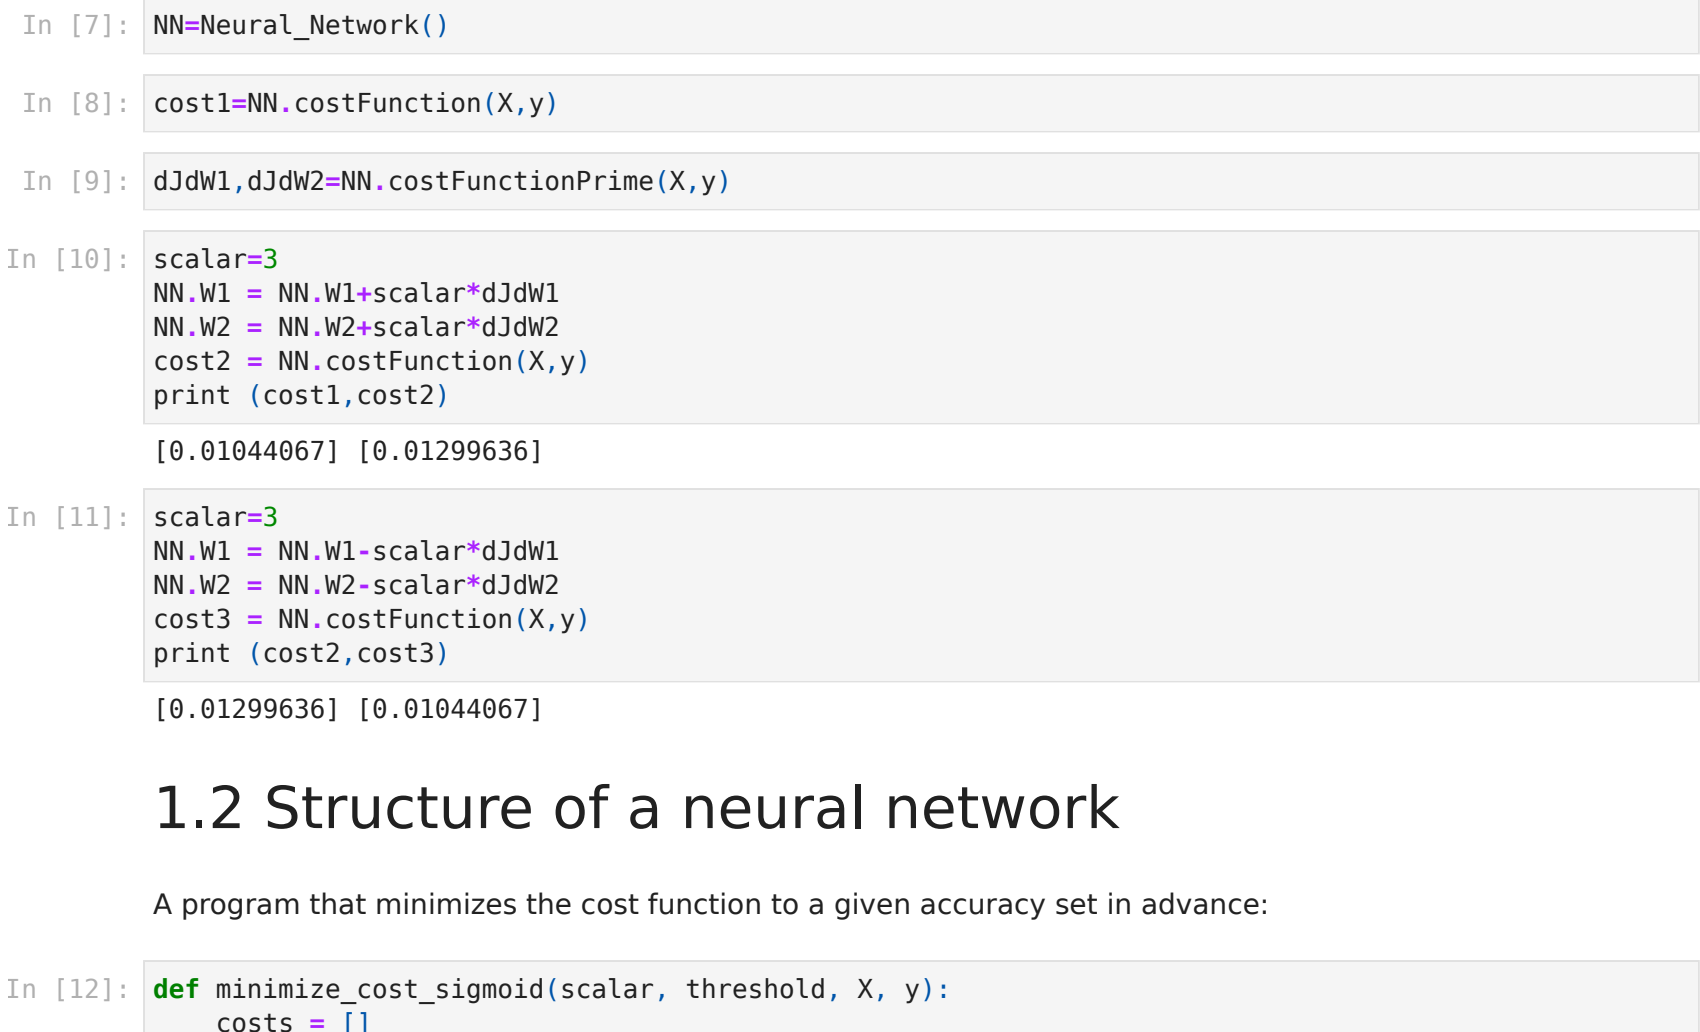 In [7]: NN=Neural_Network()
In [8]: cost1=NN.costFunction(X,y)
In [9]: dJdW1,dJdW2=NN.costFunctionPrime(X,y)
In [10]: scalar=3
NN.W1 = NN.W1+scalar*dJdW1
NN.W2 = NN.W2+scalar*dJdW2
cost2 = NN.costFunction(X,y)
print (cost1,cost2)
[0.01044067] [0.01299636]
In [11]: scalar=3
NN.W1 = NN.W1-scalar*dJdW1
NN.W2 = NN.W2-scalar*dJdW2
cost3 = NN.costFunction(X,y)
print (cost2,cost3)
[0.01299636] [0.01044067]
1.2 Structure of a neural network
A program that minimizes the cost function to a given accuracy set in advance:
In [12]: def minimize_cost_sigmoid(scalar, threshold, X, y):
costs = []